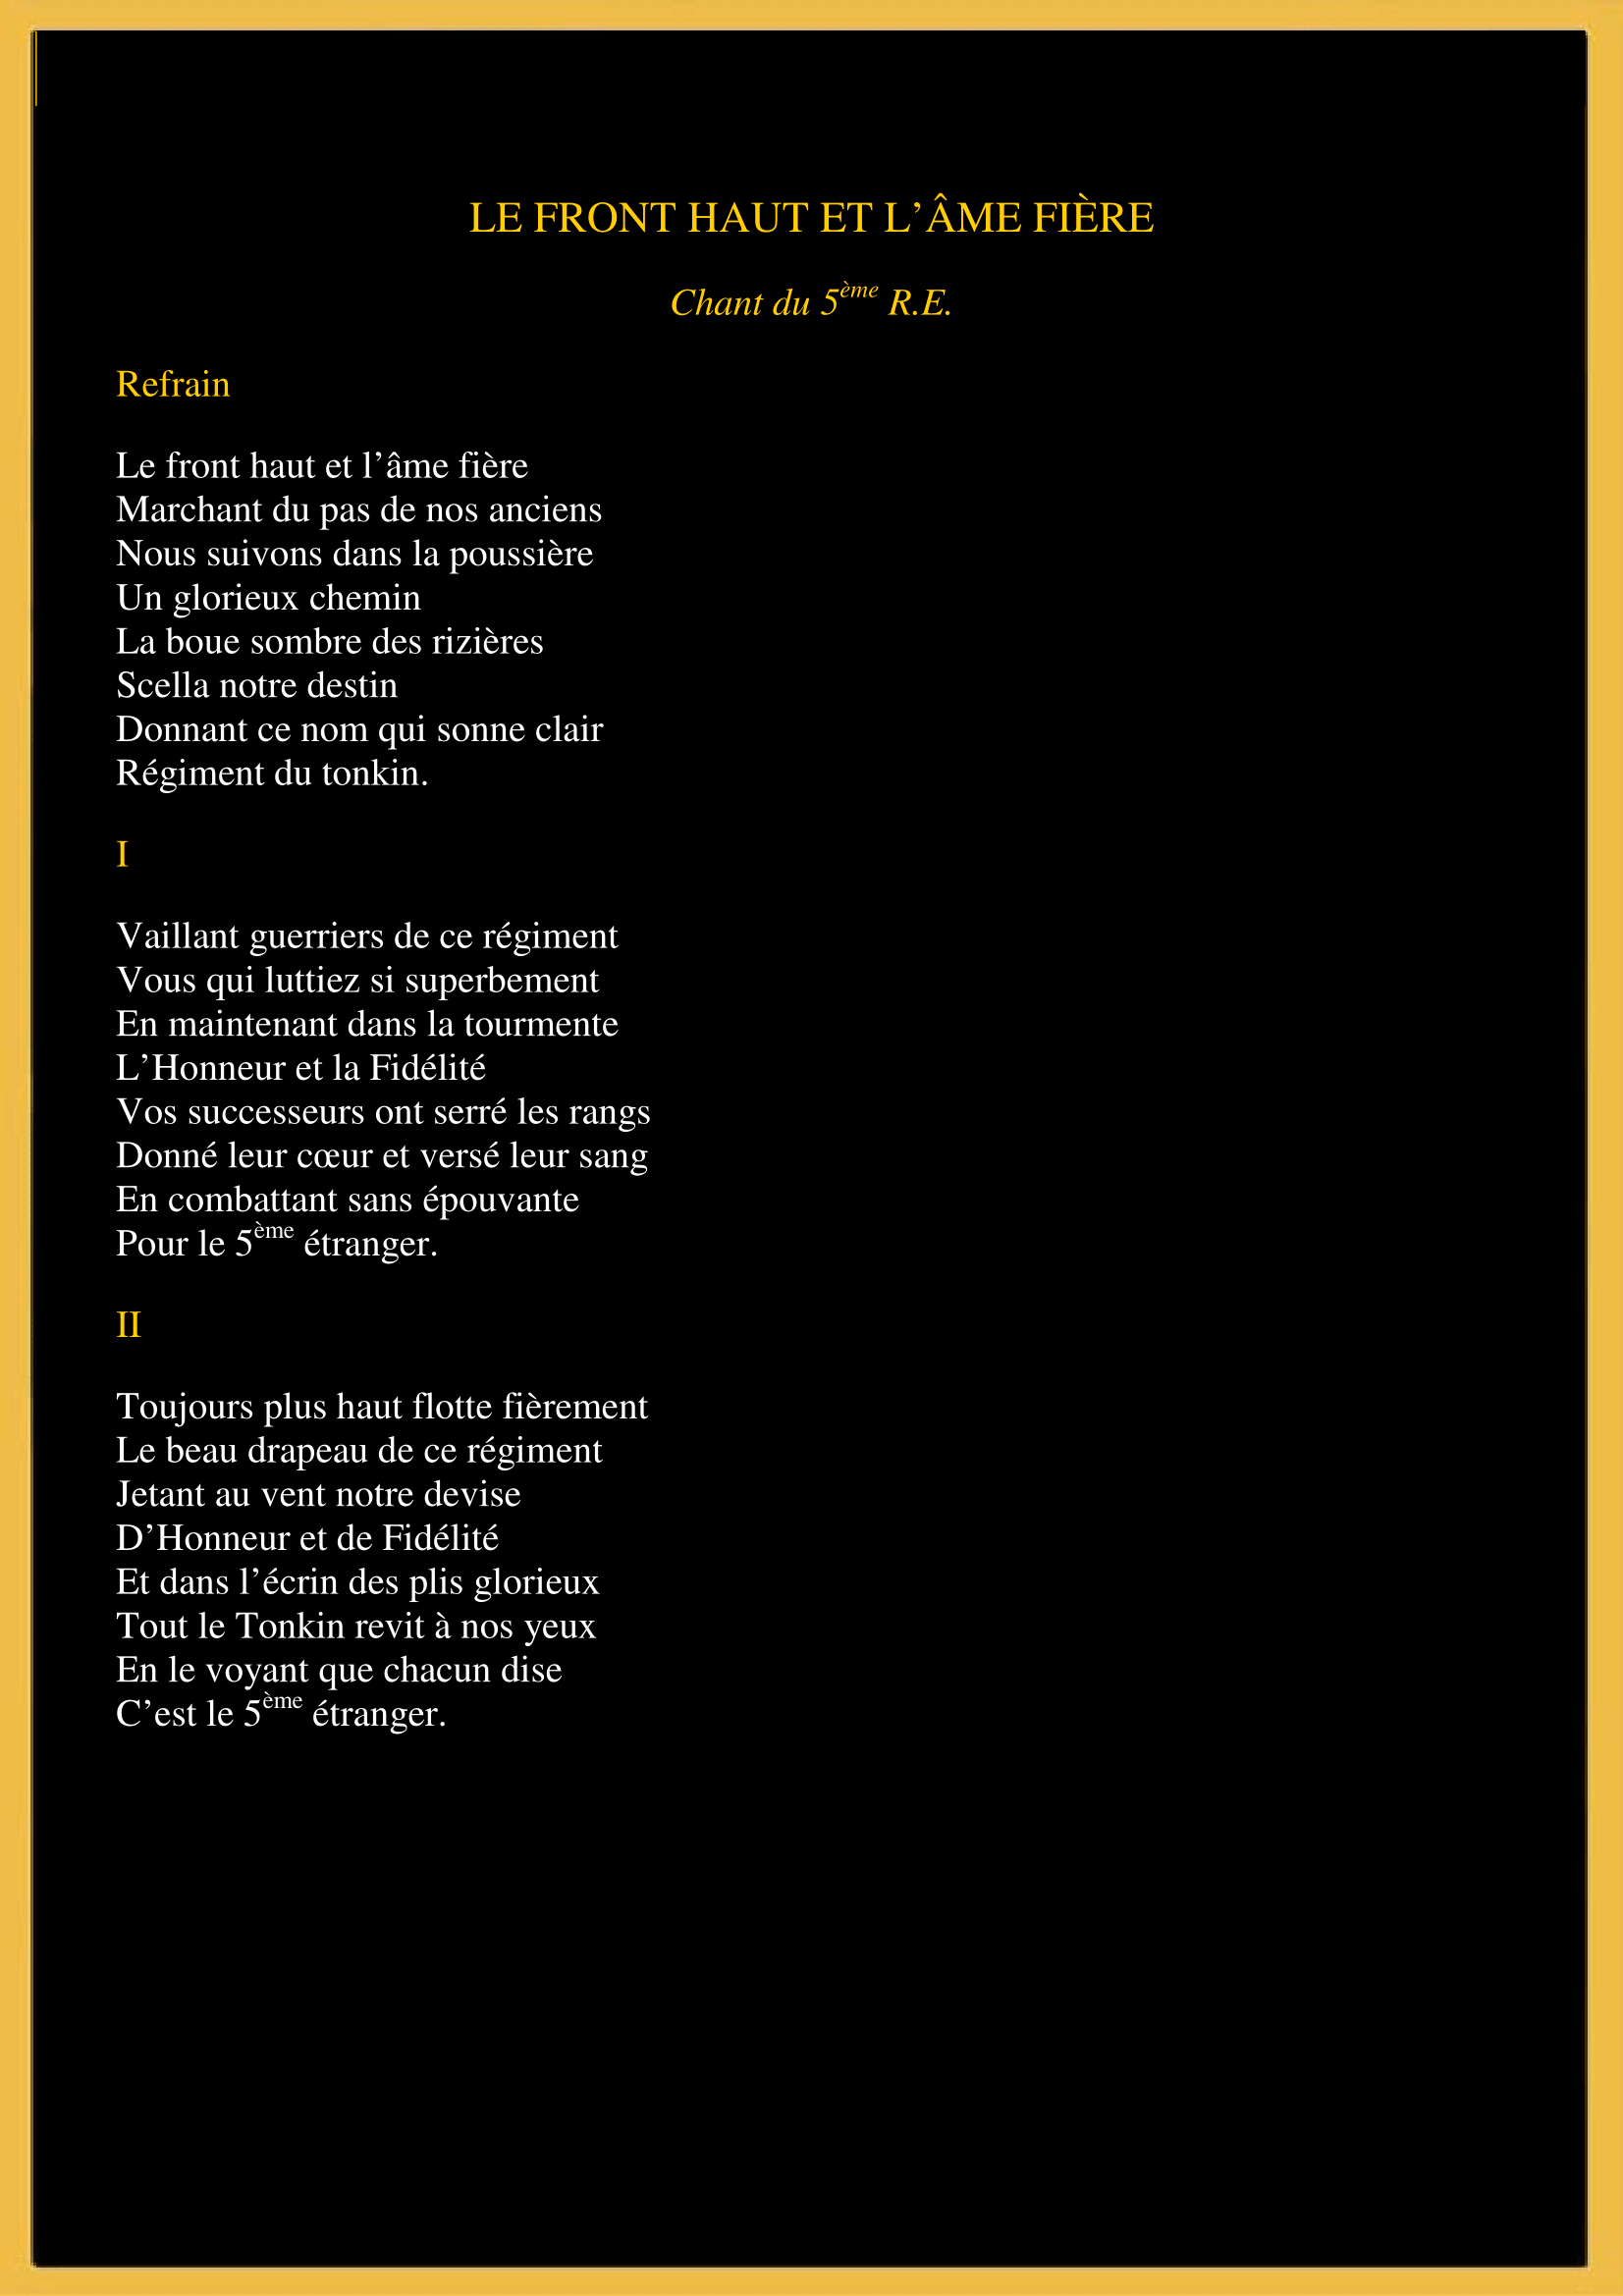 LE FRONT HAUT ET L’ÂME FIÈRE
Chant du 5ème R.E.
Refrain
Le front haut et l’âme fière
Marchant du pas de nos anciens
Nous suivons dans la poussière
Un glorieux chemin
La boue sombre des rizières
Scella notre destin
Donnant ce nom qui sonne clair
Régiment du tonkin.
I
Vaillant guerriers de ce régiment
Vous qui luttiez si superbement
En maintenant dans la tourmente
L’Honneur et la Fidélité
Vos successeurs ont serré les rangs
Donné leur cœur et versé leur sang
En combattant sans épouvante
Pour le 5ème étranger.
II
Toujours plus haut flotte fièrement
Le beau drapeau de ce régiment
Jetant au vent notre devise
D’Honneur et de Fidélité
Et dans l’écrin des plis glorieux
Tout le Tonkin revit à nos yeux
En le voyant que chacun dise
C’est le 5ème étranger.